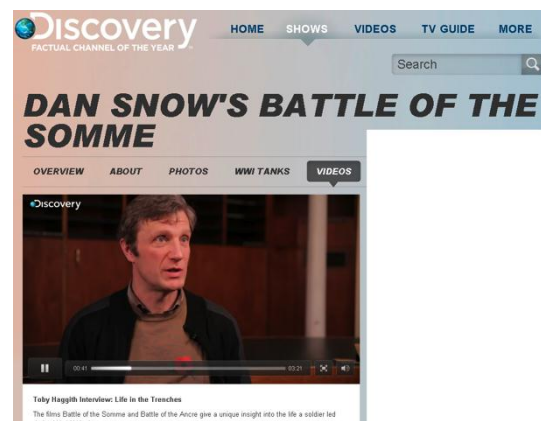 Discovery
FACTUAL CHANNEL OF THE YEAR
HOME SHOWS VIDEOS TV GUIDE MORE
Search
DAN SNOW'S BATTLE OF THE
SOMME
OVERVIEW ABOUT PHOTOS WWI TANKS VIDEOS
Discovery
00:41 03:21
Toby Haggith Interview: Life in the Trenches
The films Battle of the Somme and Battle of the Ancre give a unique insight into the life a soldier led